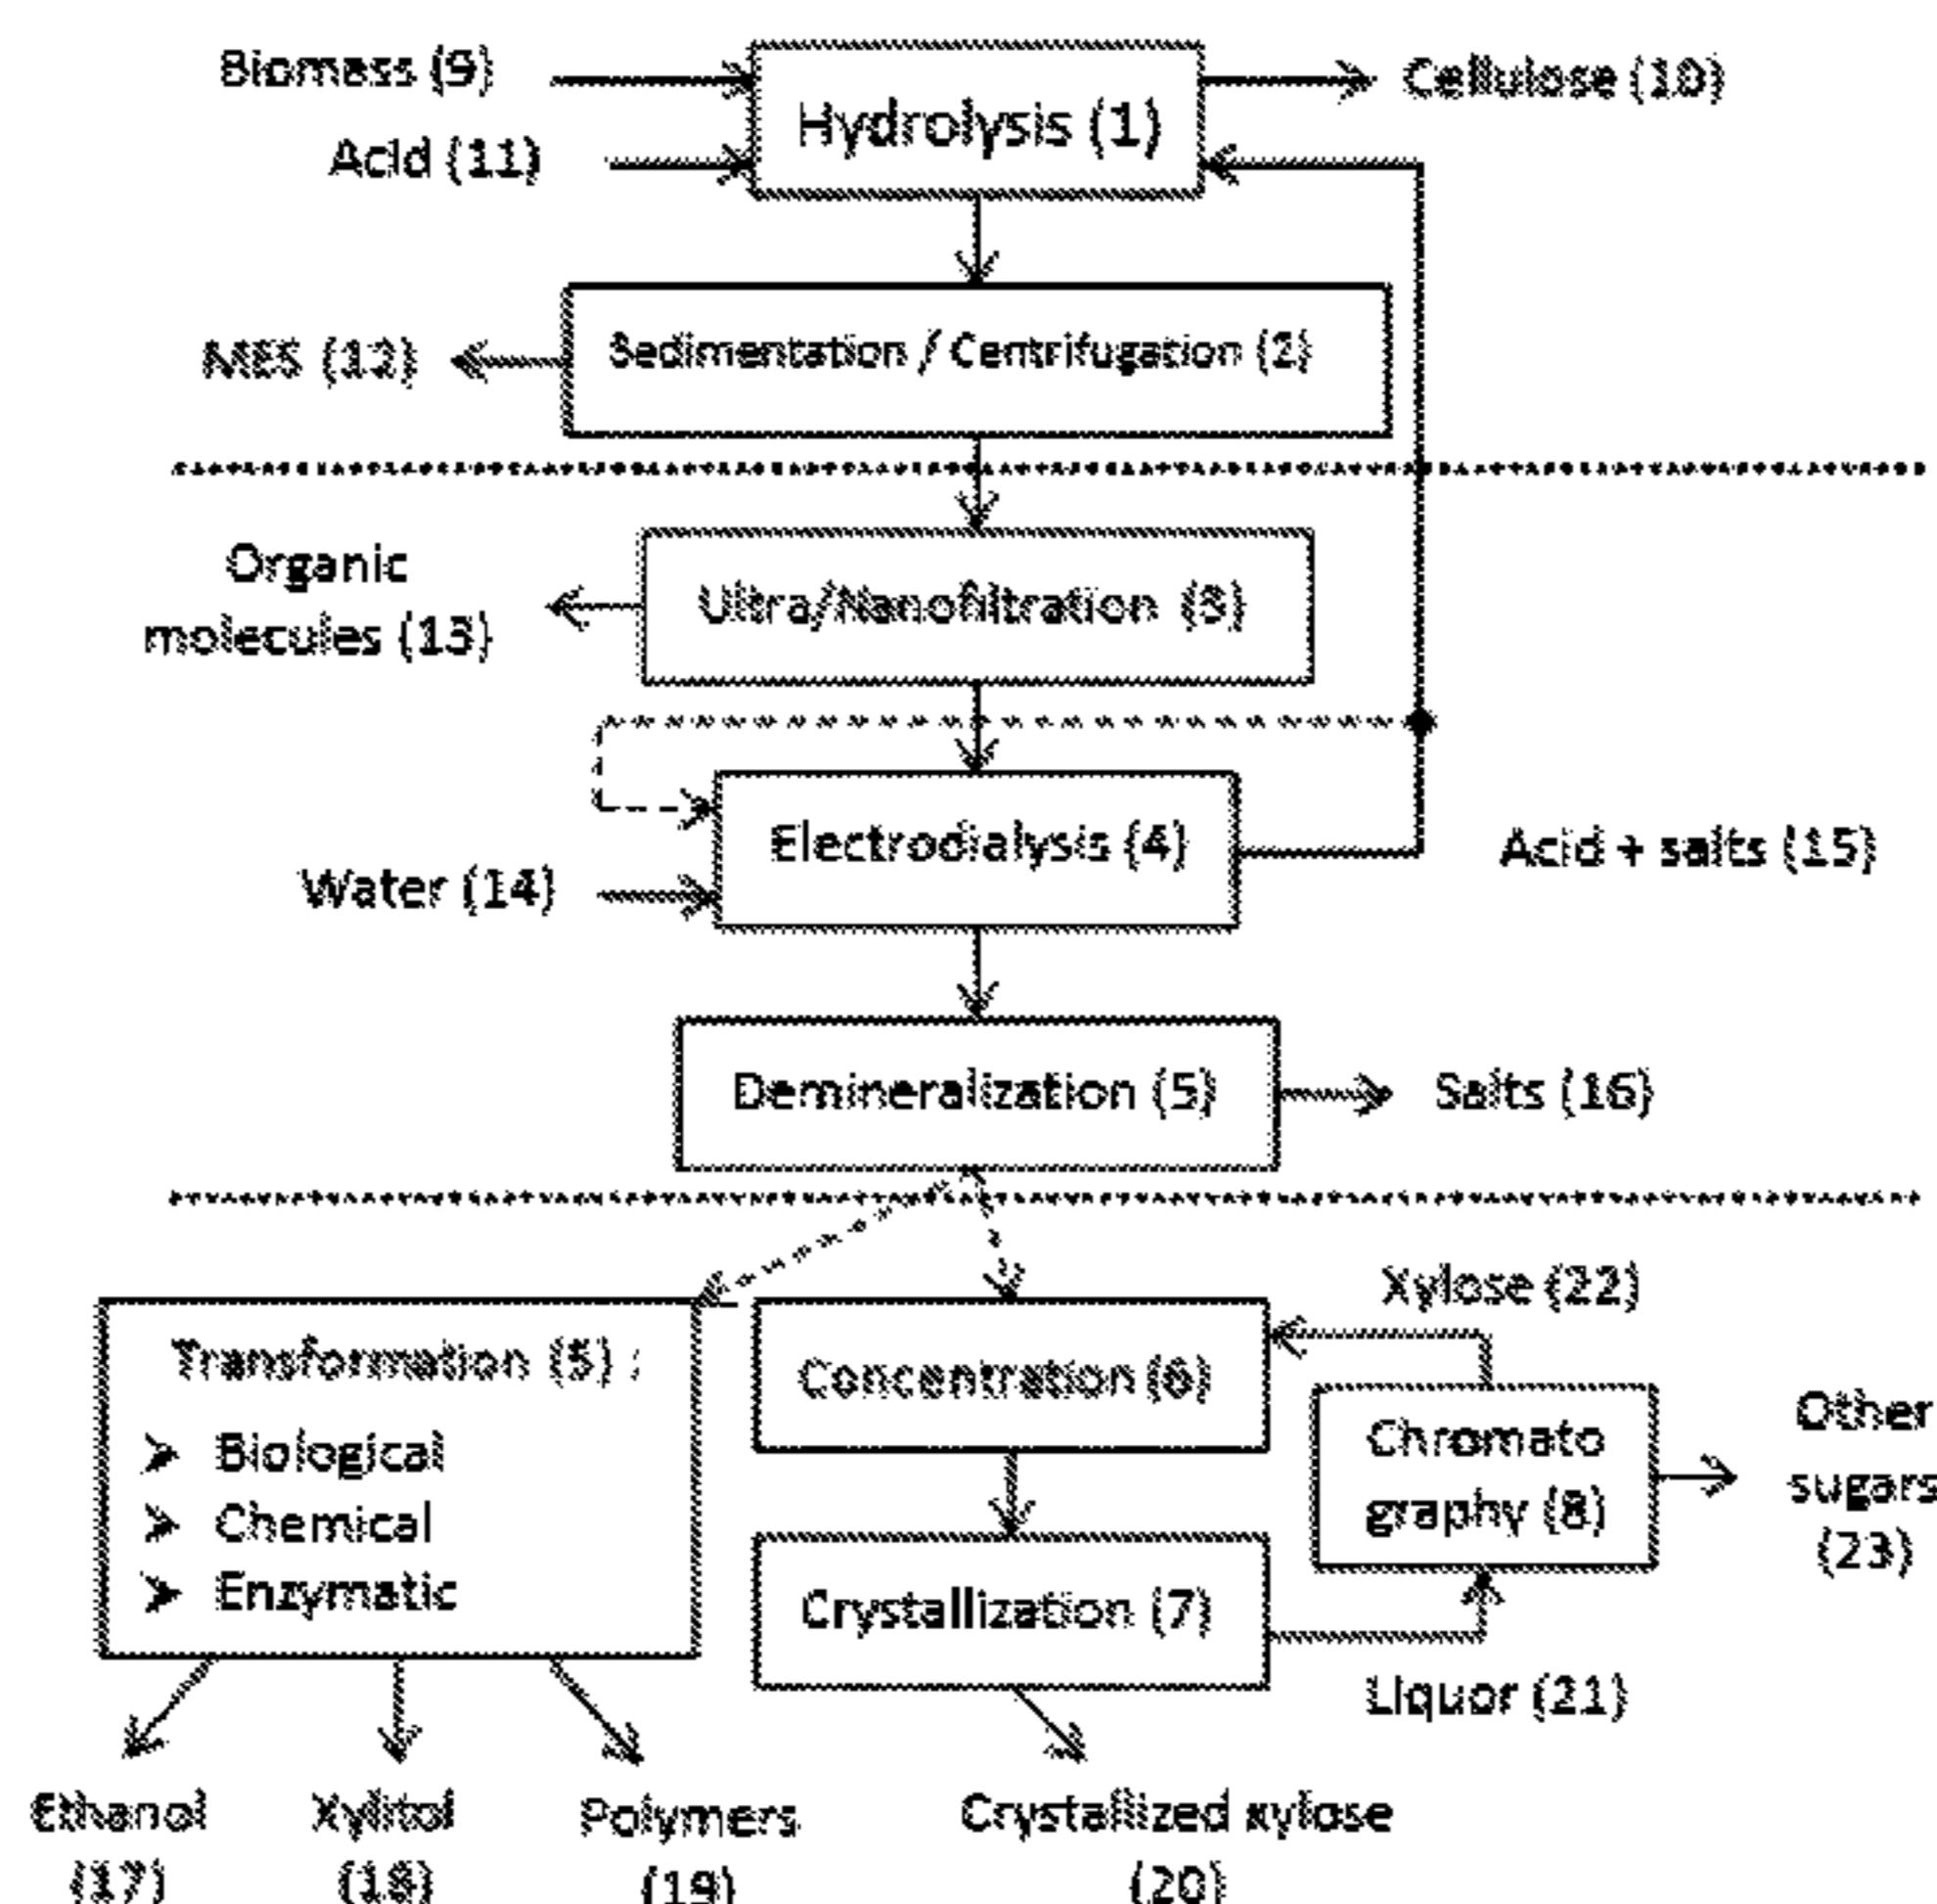 Biomass (9)
Cellulose (10)
Hydrolysis (1)
Acid (11)
Sedimentation / Centrifugation (2)
MES (12)
Organic
molecules (13)
Ultra/Nanofiltration (3)
Electrodialysis (4)
Acid + salts (15)
Water (14)
Demineralization (5)
Salts (16)
Xylose (22)
Transformation (5) :
➤ Biological
➤ Chemical
➤ Enzymatic
Concentration (6)
Chromato
graphy (8)
Other
sugars
(23)
Crystallization (7)
Liquor (21)
Ethanol
(17)
Xylitol
(18)
Polymers
(19)
Crystallized xylose
(20)